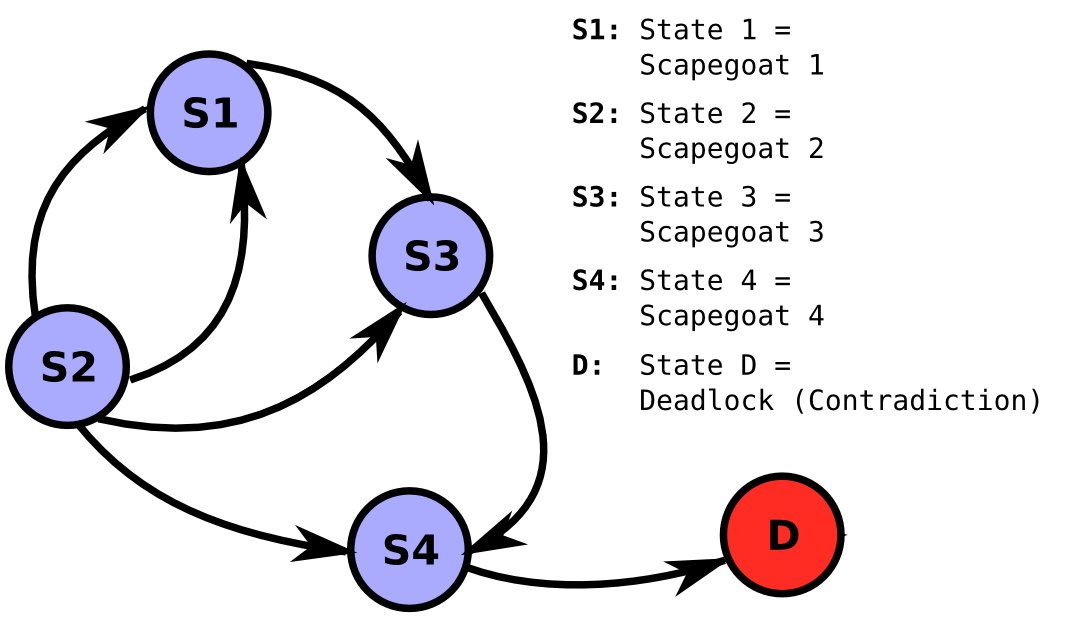 S1
S3
S2
S4
D
S1: State 1 =
Scapegoat 1
S2: State 2 =
Scapegoat 2
S3: State 3 =
Scapegoat 3
S4: State 4 =
Scapegoat 4
D: State D =
Deadlock (Contradiction)